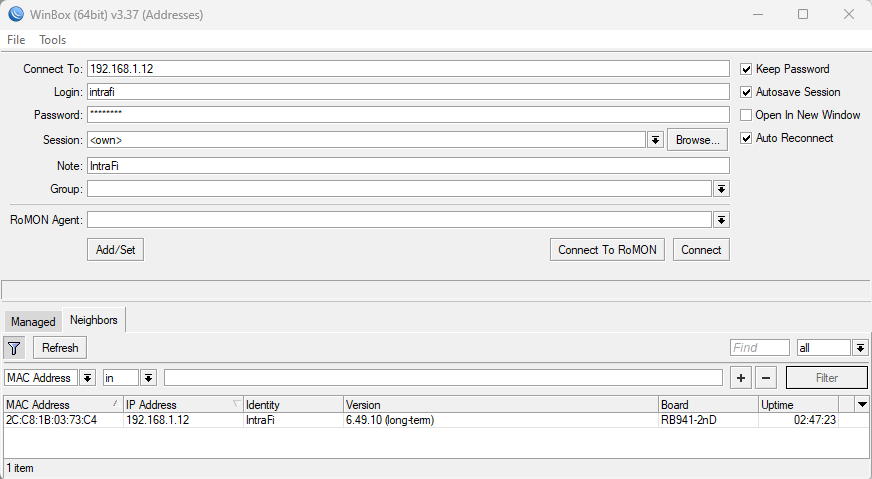 WinBox (64bit) v3.37 (Addresses)
File Tools
Connect To: 192.168.1.12 Keep Password
Login: intrafi Autosave Session
Password: ******** Open In New Window
Session: <own> Browse... Auto Reconnect
Note: IntraFi
Group:
RoMON Agent:
Add/Set Connect To RoMON Connect
Managed Neighbors
Refresh Find all
MAC Address in + − Filter
MAC Address IP Address Identity Version Board Uptime
2C:C8:1B:03:73:C4 192.168.1.12 IntraFi 6.49.10 (long-term) RB941-2nD 02:47:23
1 item